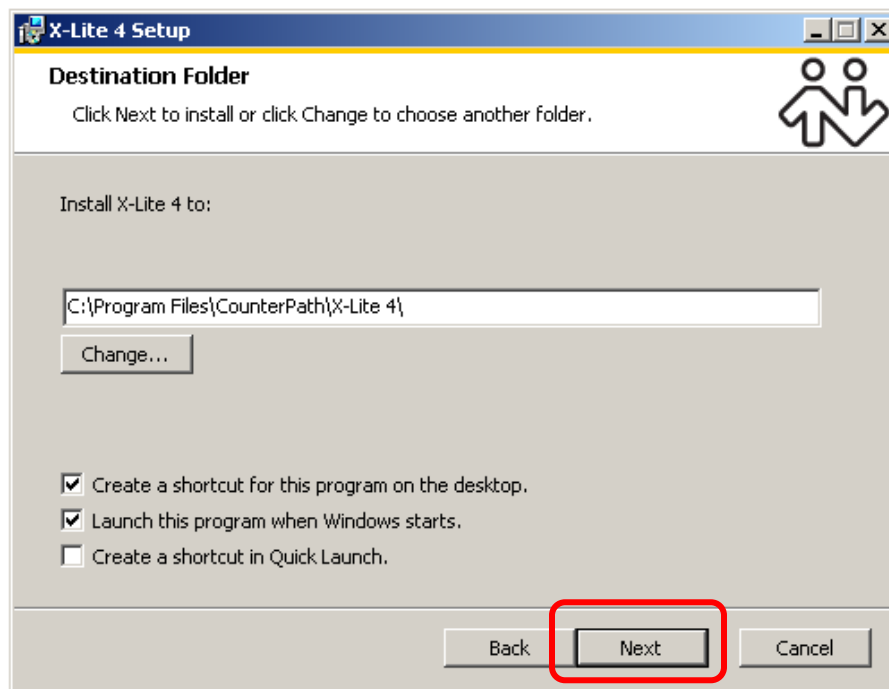 X-Lite 4 Setup
Destination Folder
Click Next to install or click Change to choose another folder.
Install X-Lite 4 to:
C:\Program Files\CounterPath\X-Lite 4\
Change...
Create a shortcut for this program on the desktop.
Launch this program when Windows starts.
Create a shortcut in Quick Launch.
Back Next Cancel